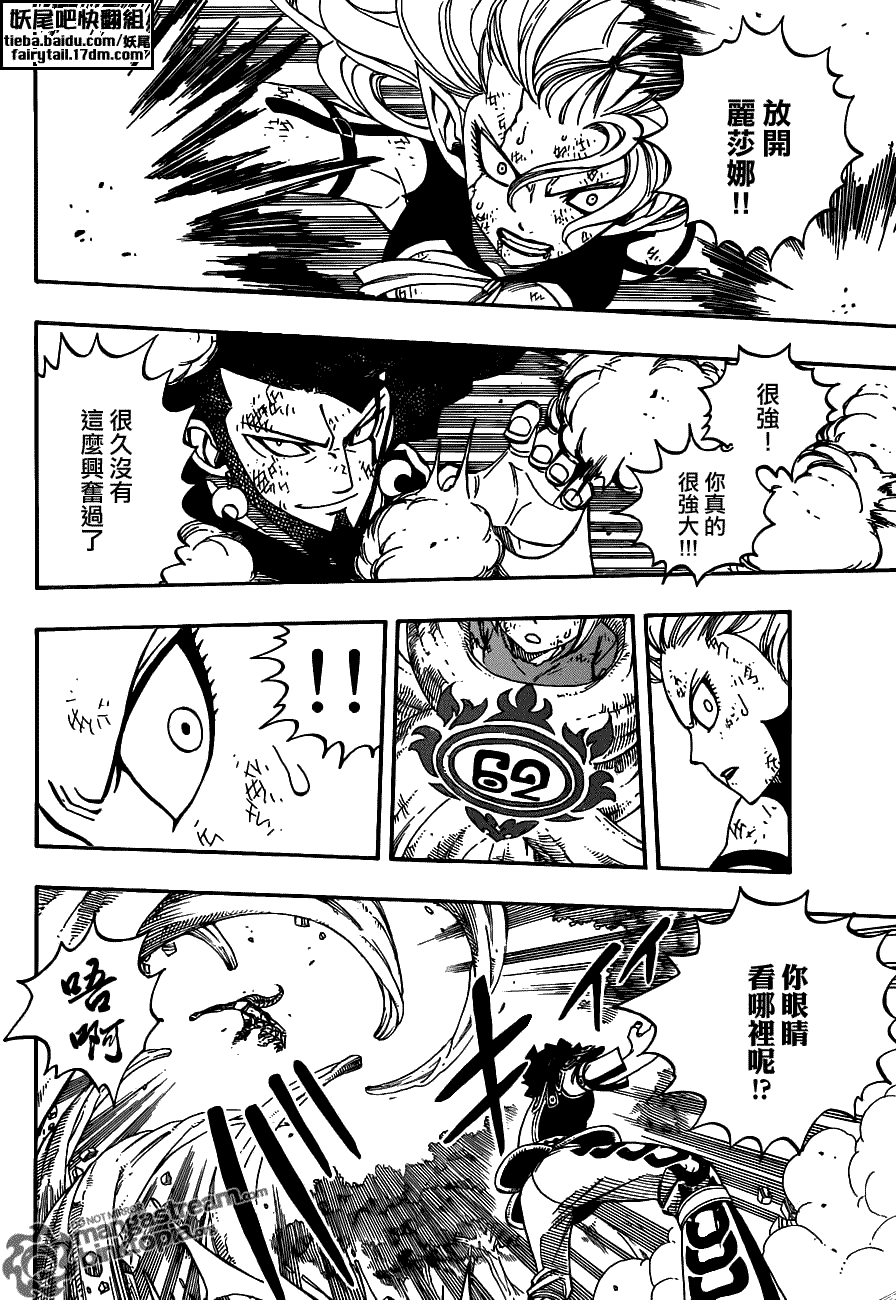 妖尾吧快翻組
tieba.baidu.com/妖尾
fairytail.17dm.com
放開
麗莎娜!!
很強!
你真的
很強大!!!
很久沒有
這麼興奮過了
!!
你眼睛
看哪裡呢!?
唔
啊
mangastream.com